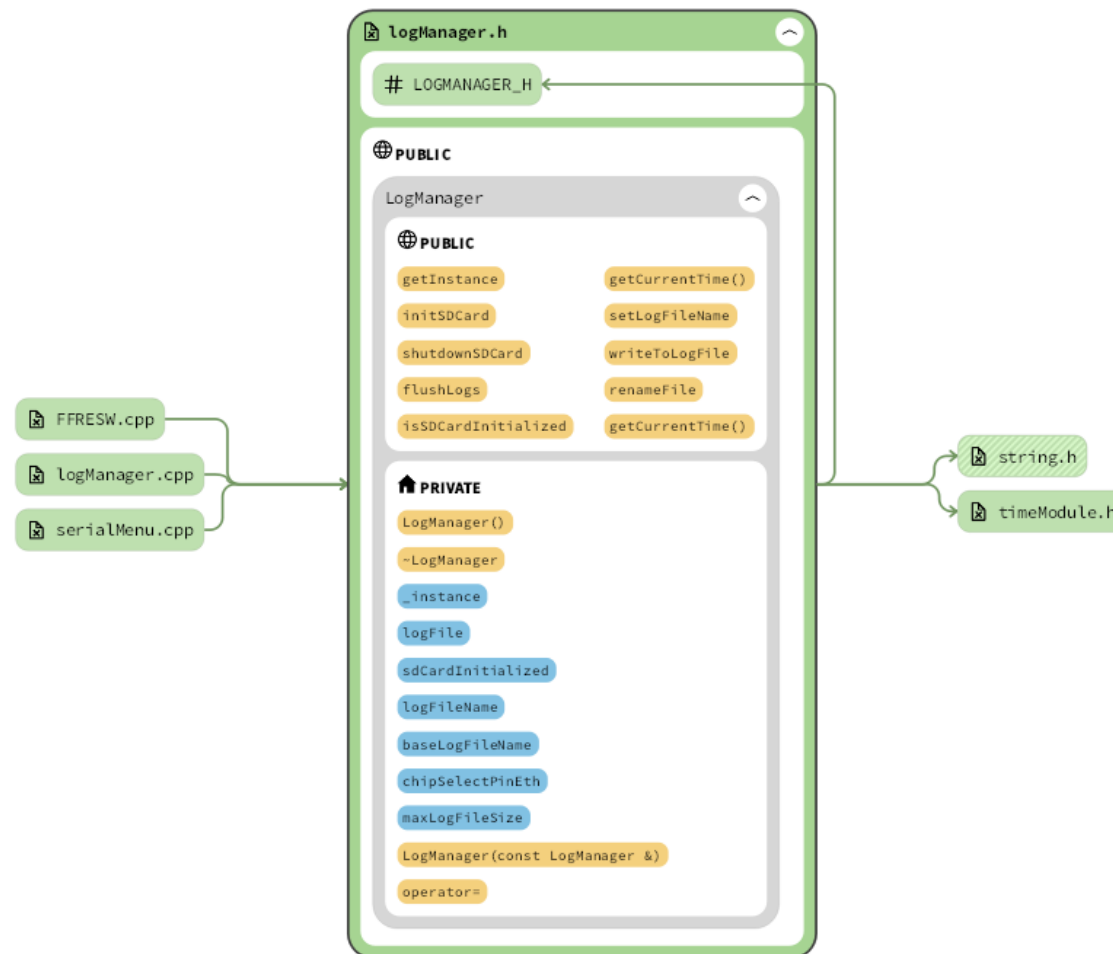 logManager.h
# LOGMANAGER_H
PUBLIC
LogManager
PUBLIC
getInstance
getCurrentTime()
initSDCard
setLogFileName
shutdownSDCard
writeToLogFile
flushLogs
renameFile
isSDCardInitialized
getCurrentTime()
FFRESW.cpp
logManager.cpp
serialMenu.cpp
string.h
timeModule.h
PRIVATE
LogManager()
~LogManager
_instance
logFile
sdCardInitialized
logFileName
baseLogFileName
chipSelectPinEth
maxLogFileSize
LogManager(const LogManager &)
operator=